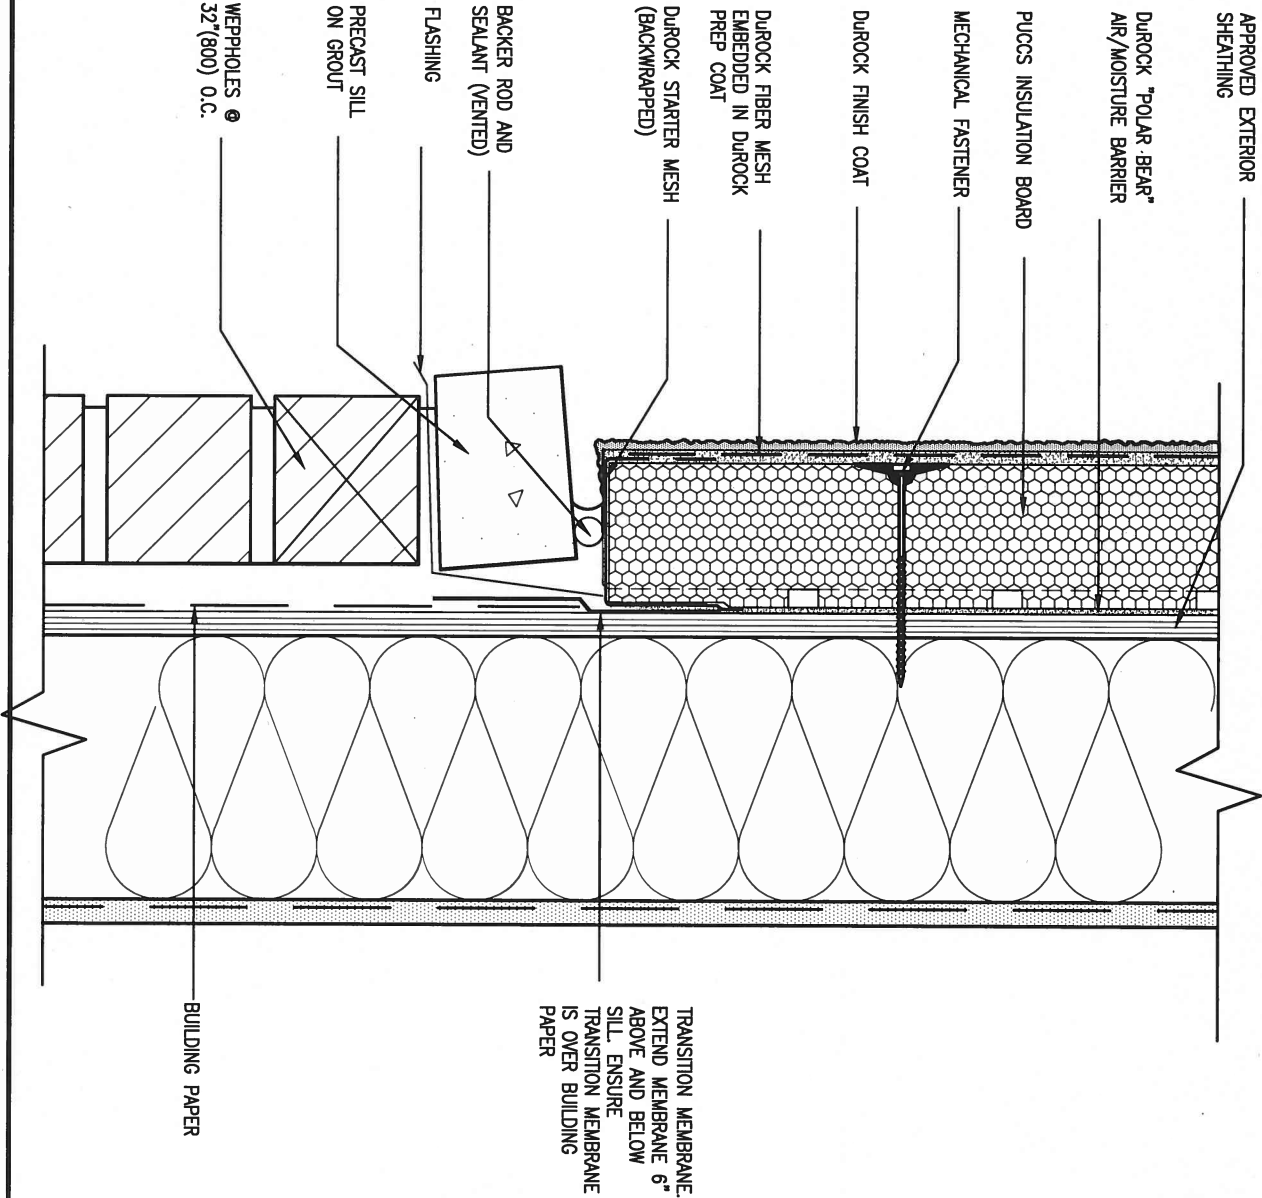 APPROVED EXTERIOR
SHEATHING
DuROCK "POLAR-BEAR"
AIR/MOISTURE BARRIER
PUCCS INSULATION BOARD
MECHANICAL FASTENER
DuROCK FINISH COAT
DuROCK FIBER MESH
EMBEDDED IN DuROCK
PREP COAT
DuROCK STARTER MESH
(BACKWRAPPED)
BACKER ROD AND
SEALANT (VENTED)
FLASHING
PRECAST SILL
ON GROUT
WEPPHOLES @
32"(800) O.C.
TRANSITION MEMBRANE.
EXTEND MEMBRANE 6"
ABOVE AND BELOW
SILL. ENSURE
TRANSITION MEMBRANE
IS OVER BUILDING
PAPER
BUILDING PAPER